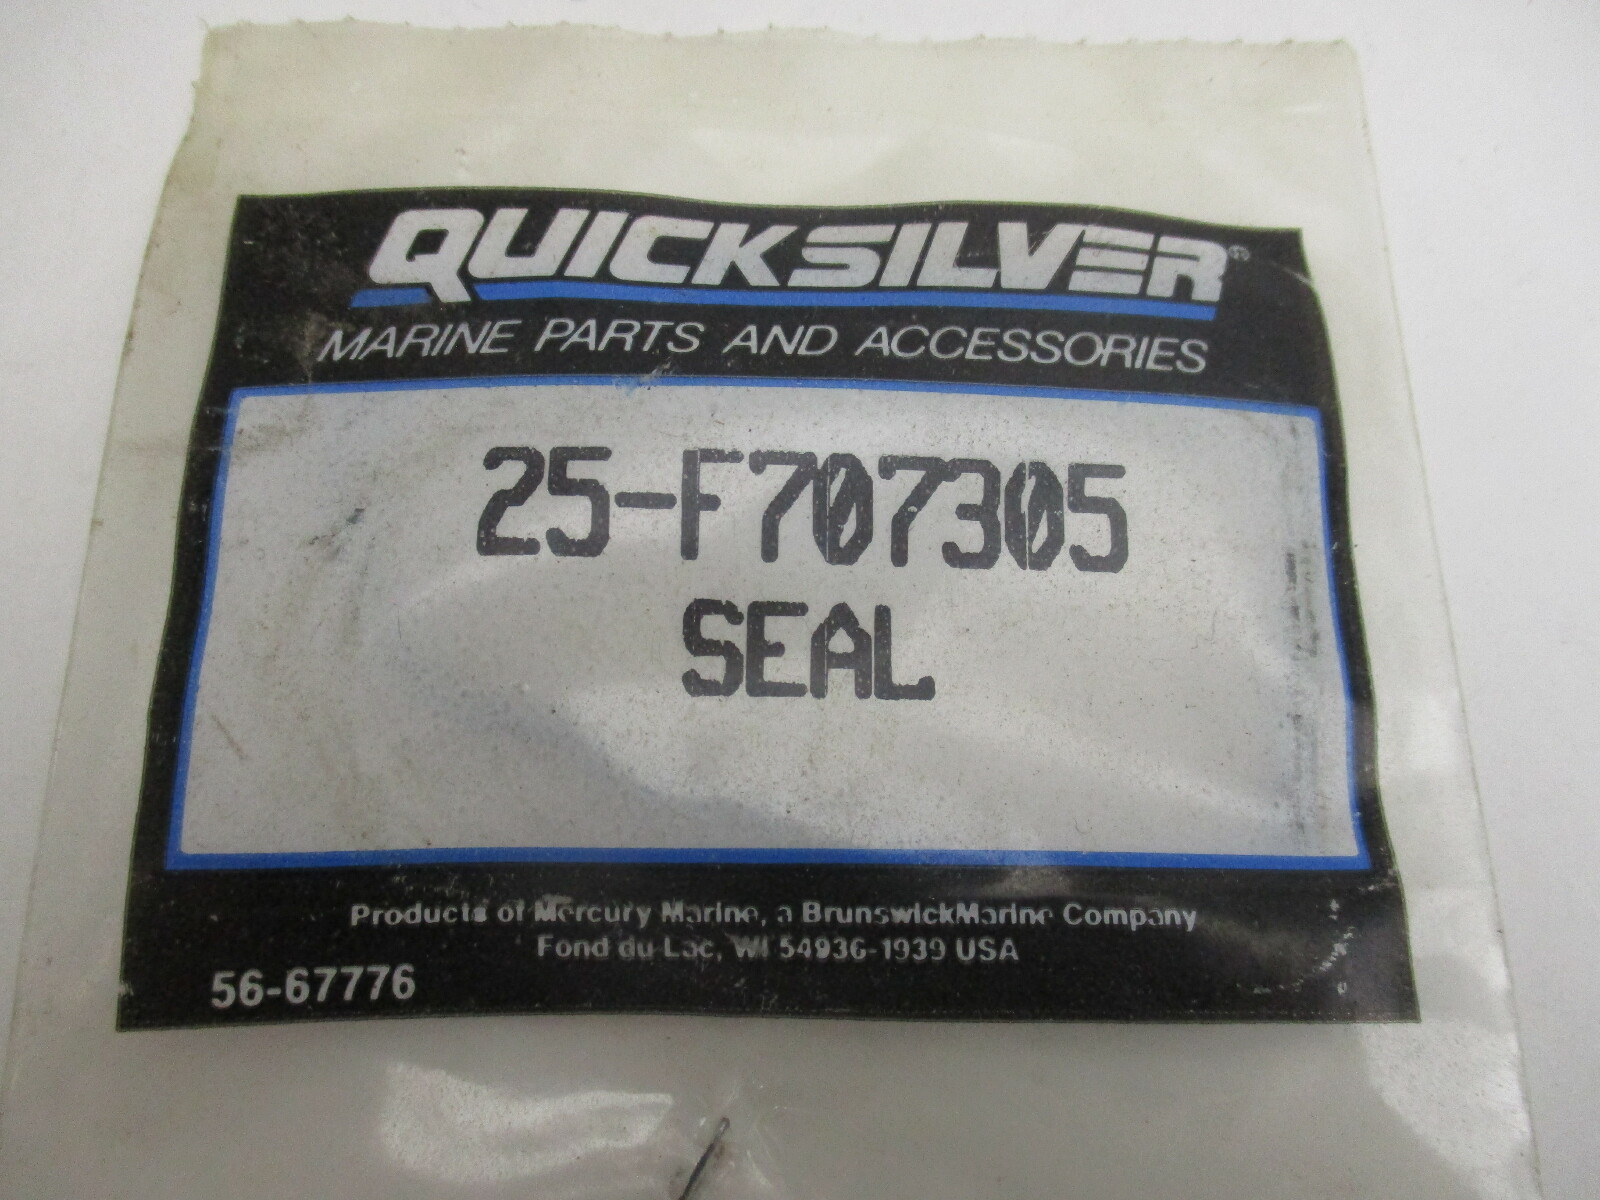 QUICKSILVER®
MARINE PARTS AND ACCESSORIES
25-F707305
SEAL
Products of Mercury Marine, a BrunswickMarine Company
Fond du Lac, WI 54936-1939 USA
56-67776